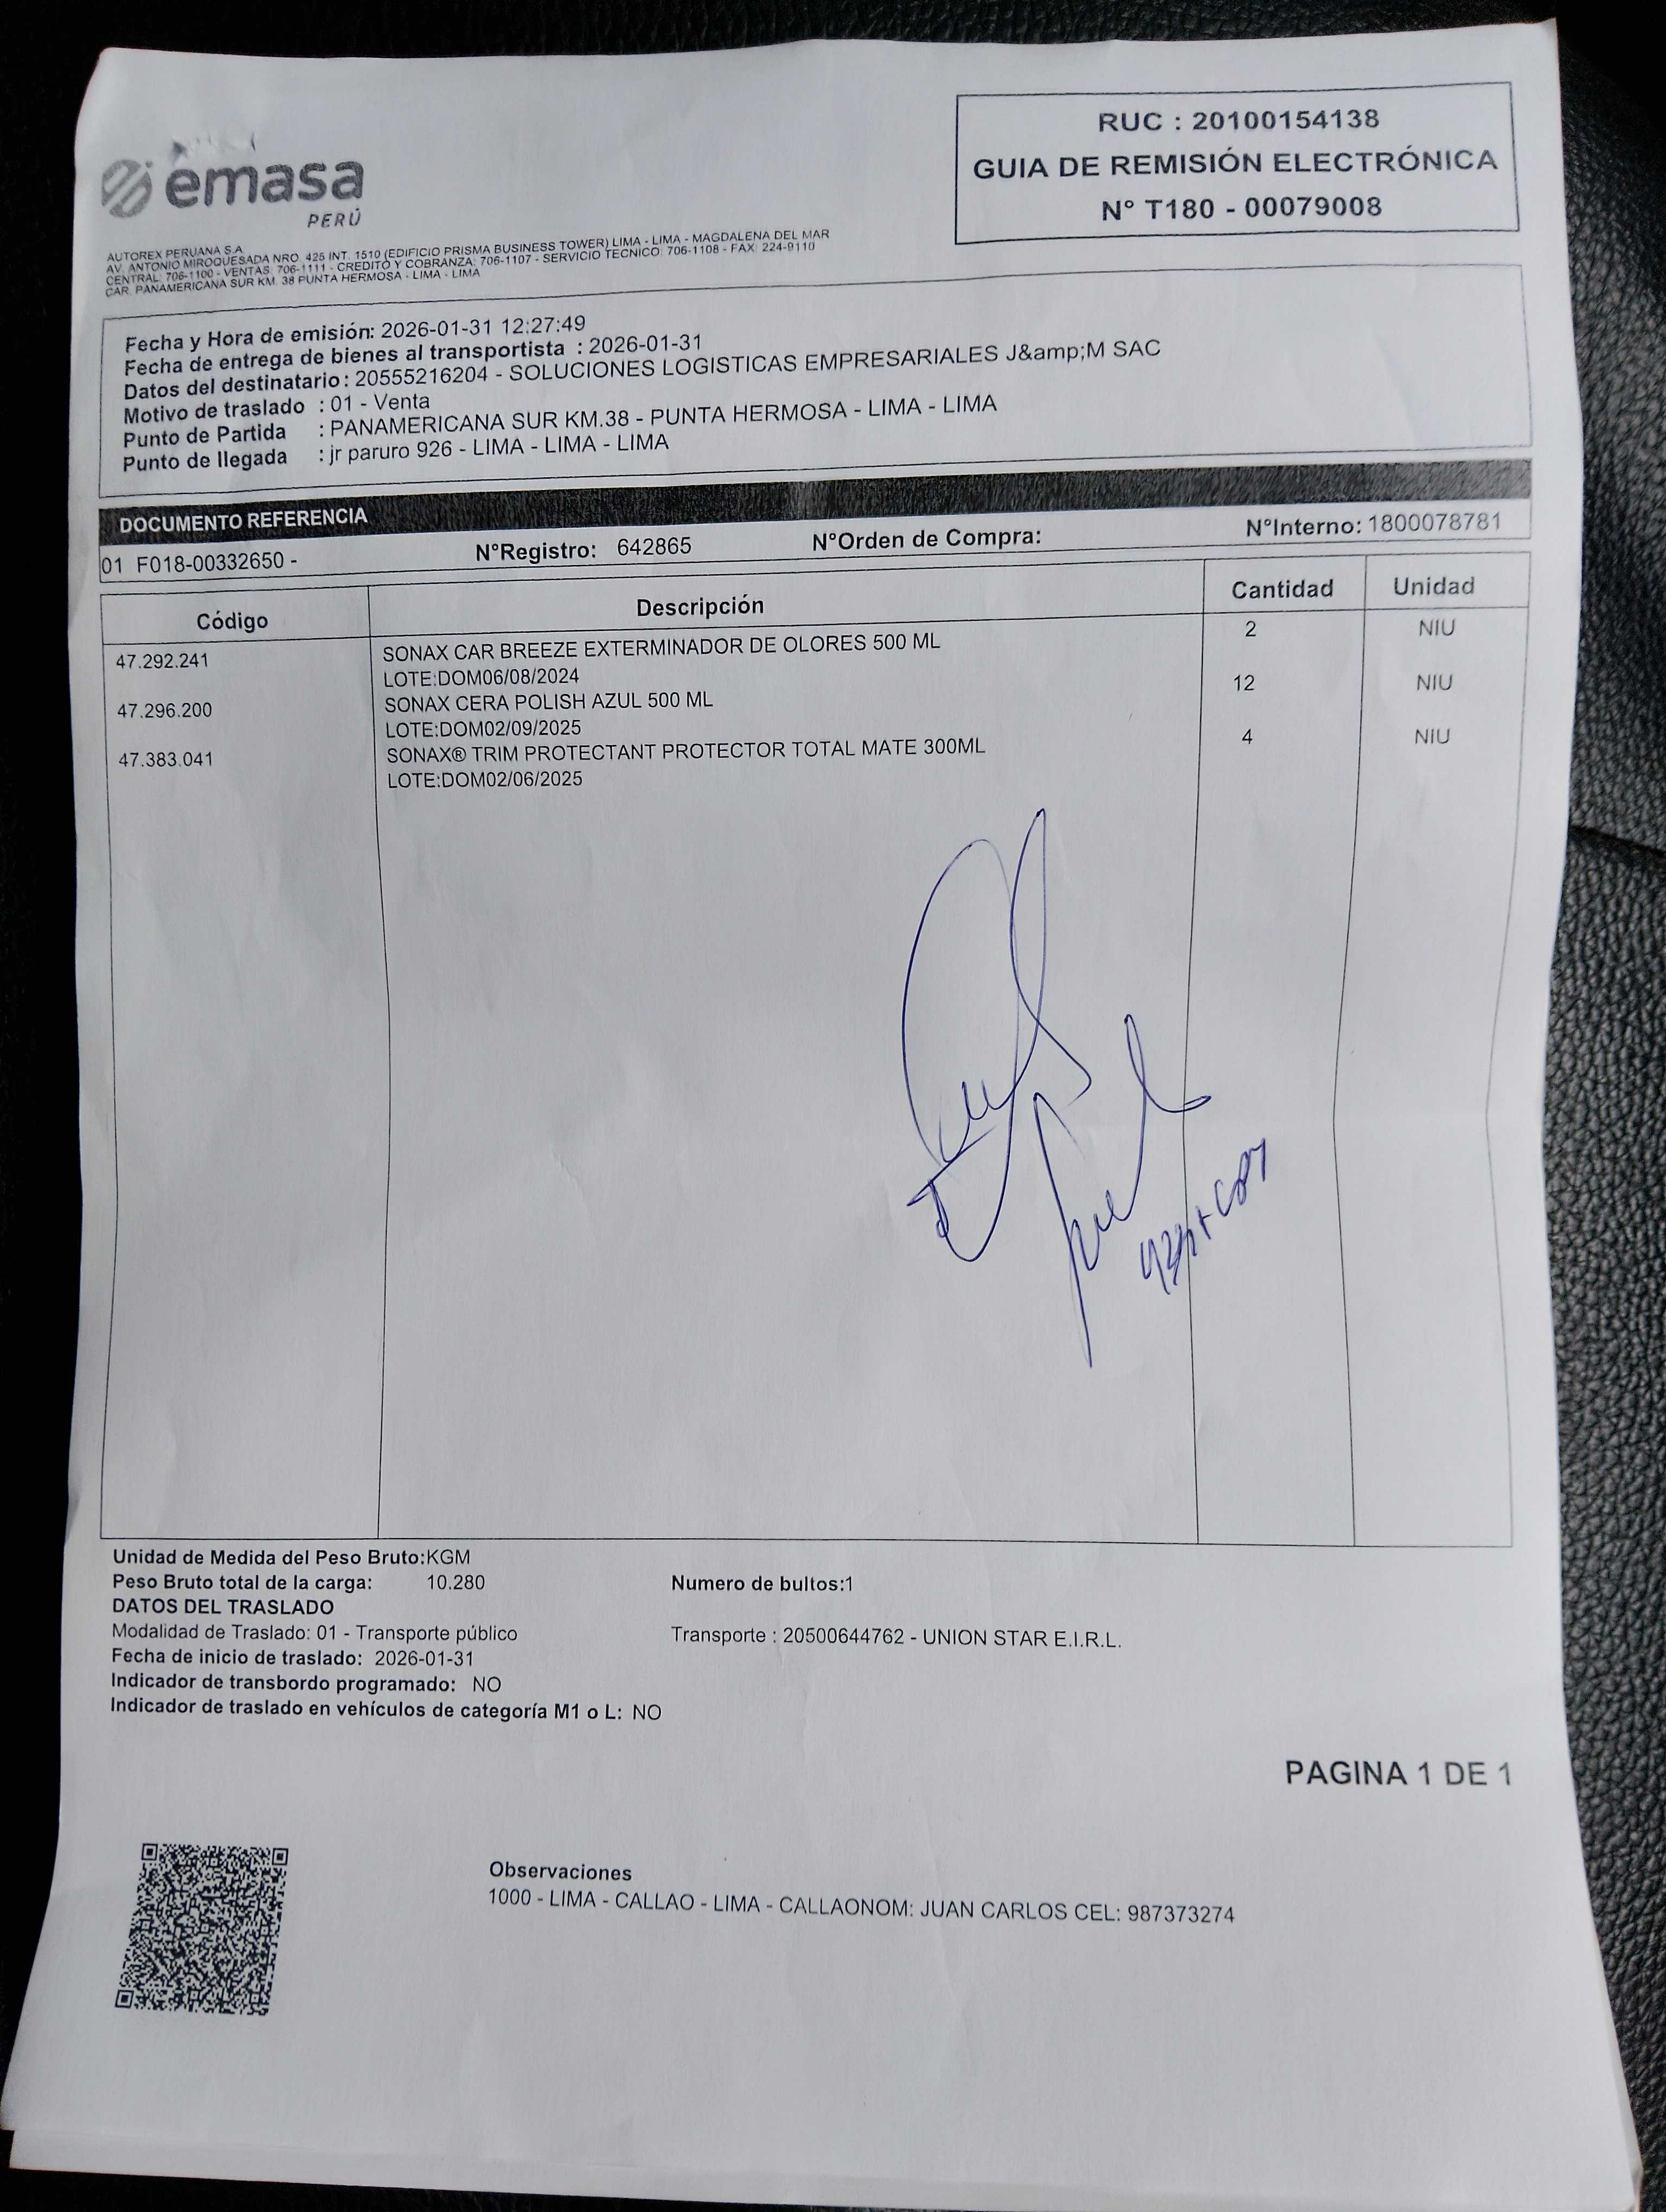 emasa
PERÚ
RUC : 20100154138
GUIA DE REMISIÓN ELECTRÓNICA
N° T180 - 00079008
AUTOREX PERUANA S.A
AV. ANTONIO MIROQUESADA NRO. 425 INT. 1510 (EDIFICIO PRISMA BUSINESS TOWER) LIMA - LIMA - MAGDALENA DEL MAR
CENTRAL: 706-1100 - VENTAS: 706-1111 - CREDITO Y COBRANZA: 706-1107 - SERVICIO TECNICO: 706-1108 - FAX: 224-9110
CAR. PANAMERICANA SUR KM. 38 PUNTA HERMOSA - LIMA - LIMA
Fecha y Hora de emisión: 2026-01-31 12:27:49
Fecha de entrega de bienes al transportista : 2026-01-31
Datos del destinatario : 20555216204 - SOLUCIONES LOGISTICAS EMPRESARIALES J&amp;M SAC
Motivo de traslado : 01 - Venta
Punto de Partida : PANAMERICANA SUR KM.38 - PUNTA HERMOSA - LIMA - LIMA
Punto de llegada : jr paruro 926 - LIMA - LIMA - LIMA
DOCUMENTO REFERENCIA
01 F018-00332650 - N°Registro: 642865 N°Orden de Compra: N°Interno: 1800078781
Código Descripción Cantidad Unidad
47.292.241 SONAX CAR BREEZE EXTERMINADOR DE OLORES 500 ML 2 NIU
LOTE:DOM06/08/2024
47.296.200 SONAX CERA POLISH AZUL 500 ML 12 NIU
LOTE:DOM02/09/2025
47.383.041 SONAX® TRIM PROTECTANT PROTECTOR TOTAL MATE 300ML 4 NIU
LOTE:DOM02/06/2025
Unidad de Medida del Peso Bruto:KGM
Peso Bruto total de la carga: 10.280 Numero de bultos:1
DATOS DEL TRASLADO
Modalidad de Traslado: 01 - Transporte público Transporte : 20500644762 - UNION STAR E.I.R.L.
Fecha de inicio de traslado: 2026-01-31
Indicador de transbordo programado: NO
Indicador de traslado en vehículos de categoría M1 o L: NO
PAGINA 1 DE 1
Observaciones
1000 - LIMA - CALLAO - LIMA - CALLAONOM: JUAN CARLOS CEL: 987373274